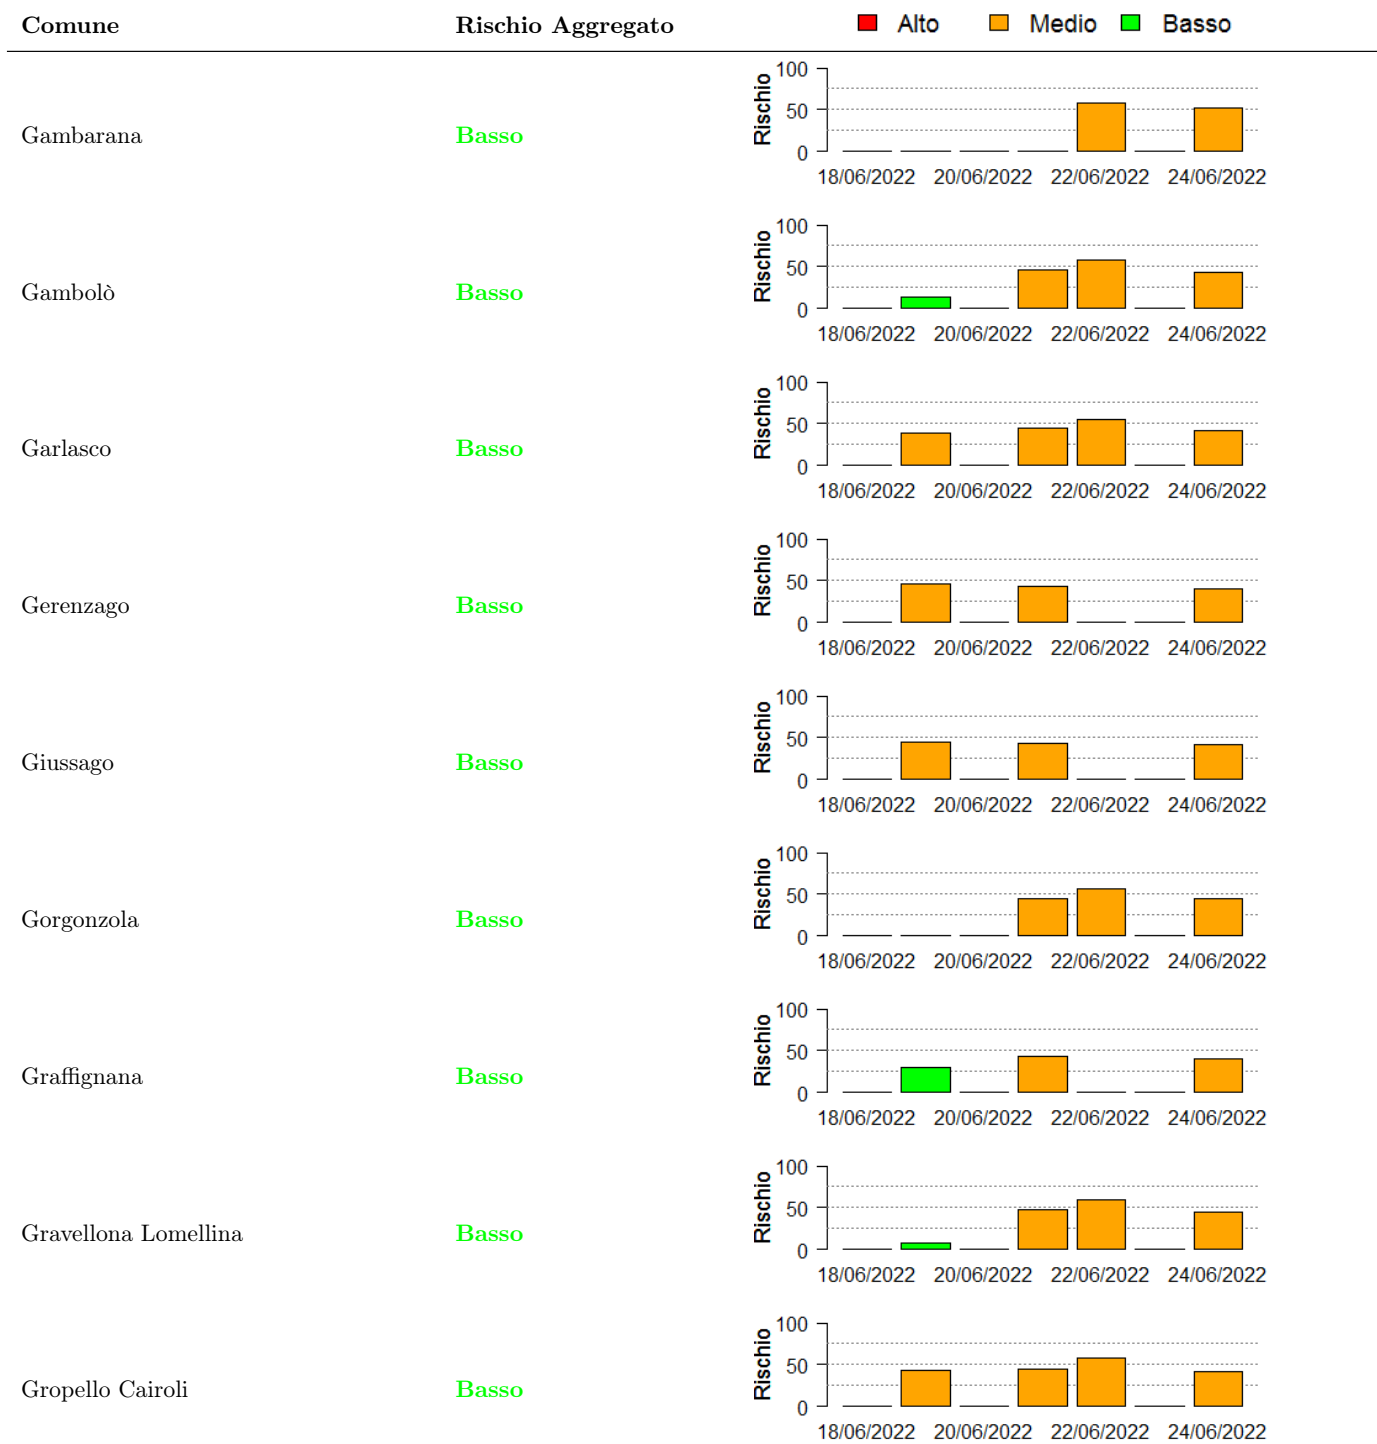 Comune Rischio Aggregato Alto Medio Basso
Gambarana Basso Rischio 100 50 0
18/06/2022 20/06/2022 22/06/2022 24/06/2022
Gambolò Basso Rischio 100 50 0
18/06/2022 20/06/2022 22/06/2022 24/06/2022
Garlasco Basso Rischio 100 50 0
18/06/2022 20/06/2022 22/06/2022 24/06/2022
Gerenzago Basso Rischio 100 50 0
18/06/2022 20/06/2022 22/06/2022 24/06/2022
Giussago Basso Rischio 100 50 0
18/06/2022 20/06/2022 22/06/2022 24/06/2022
Gorgonzola Basso Rischio 100 50 0
18/06/2022 20/06/2022 22/06/2022 24/06/2022
Graffignana Basso Rischio 100 50 0
18/06/2022 20/06/2022 22/06/2022 24/06/2022
Gravellona Lomellina Basso Rischio 100 50 0
18/06/2022 20/06/2022 22/06/2022 24/06/2022
Gropello Cairoli Basso Rischio 100 50 0
18/06/2022 20/06/2022 22/06/2022 24/06/2022